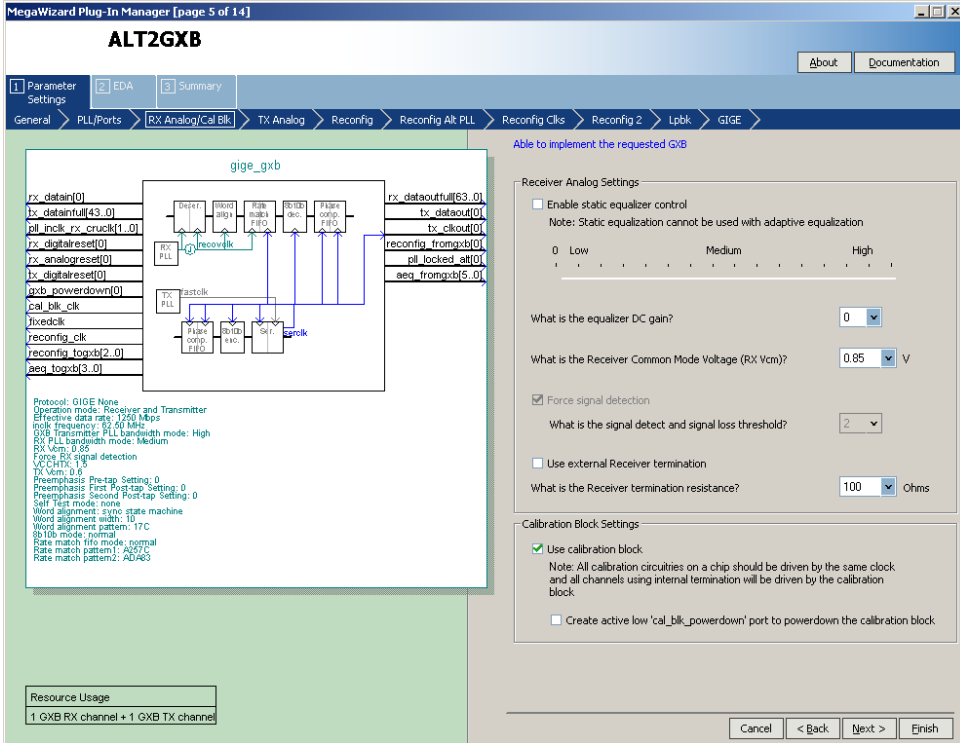 MegaWizard Plug-In Manager [page 5 of 14]
ALT2GXB
About
Documentation
1 Parameter Settings
2 EDA
3 Summary
General
PLL/Ports
RX Analog/Cal Blk
TX Analog
Reconfig
Reconfig Alt PLL
Reconfig Clks
Reconfig 2
Lpbk
GIGE
gige_gxb
rx_datain[0]
tx_datainfull[43..0]
pll_inclk_rx_cruclk[1..0]
rx_digitalreset[0]
rx_analogreset[0]
tx_digitalreset[0]
gxb_powerdown[0]
cal_blk_clk
fixedclk
reconfig_clk
reconfig_togxb[2..0]
aeq_togxb[3..0]
Deser.
Word align
Rate match FIFO
8b10b dec.
Phase comp. FIFO
RX PLL
recovclk
TX PLL
fastclk
Phase comp. FIFO
8b10b enc.
Ser.
serclk
rx_dataoutfull[63..0]
tx_dataout[0]
tx_clkout[0]
reconfig_fromgxb[0]
pll_locked_alt[0]
aeq_fromgxb[5..0]
Protocol: GIGE None
Operation mode: Receiver and Transmitter
Effective data rate: 1250 Mbps
inclk frequency: 62.50 MHz
GXB Transmitter PLL bandwidth mode: High
RX PLL bandwidth mode: Medium
RX Vcm: 0.85
Force RX signal detection
VCCHTX: 1.5
TX Vcm: 0.6
Preemphasis Pre-tap Setting: 0
Preemphasis First Post-tap Setting: 0
Preemphasis Second Post-tap Setting: 0
Self Test mode: none
Word alignment: sync state machine
Word alignment width: 10
Word alignment pattern: 17C
8b10b mode: normal
Rate match fifo mode: normal
Rate match pattern1: A257C
Rate match pattern2: ADA83
Resource Usage
1 GXB RX channel + 1 GXB TX channel
Able to implement the requested GXB
Receiver Analog Settings
Enable static equalizer control
Note: Static equalization cannot be used with adaptive equalization
0 Low Medium High
What is the equalizer DC gain? 0
What is the Receiver Common Mode Voltage (RX Vcm)? 0.85 V
Force signal detection
What is the signal detect and signal loss threshold? 2
Use external Receiver termination
What is the Receiver termination resistance? 100 Ohms
Calibration Block Settings
Use calibration block
Note: All calibration circuitries on a chip should be driven by the same clock
and all channels using internal termination will be driven by the calibration
block
Create active low 'cal_blk_powerdown' port to powerdown the calibration block
Cancel
< Back
Next >
Finish